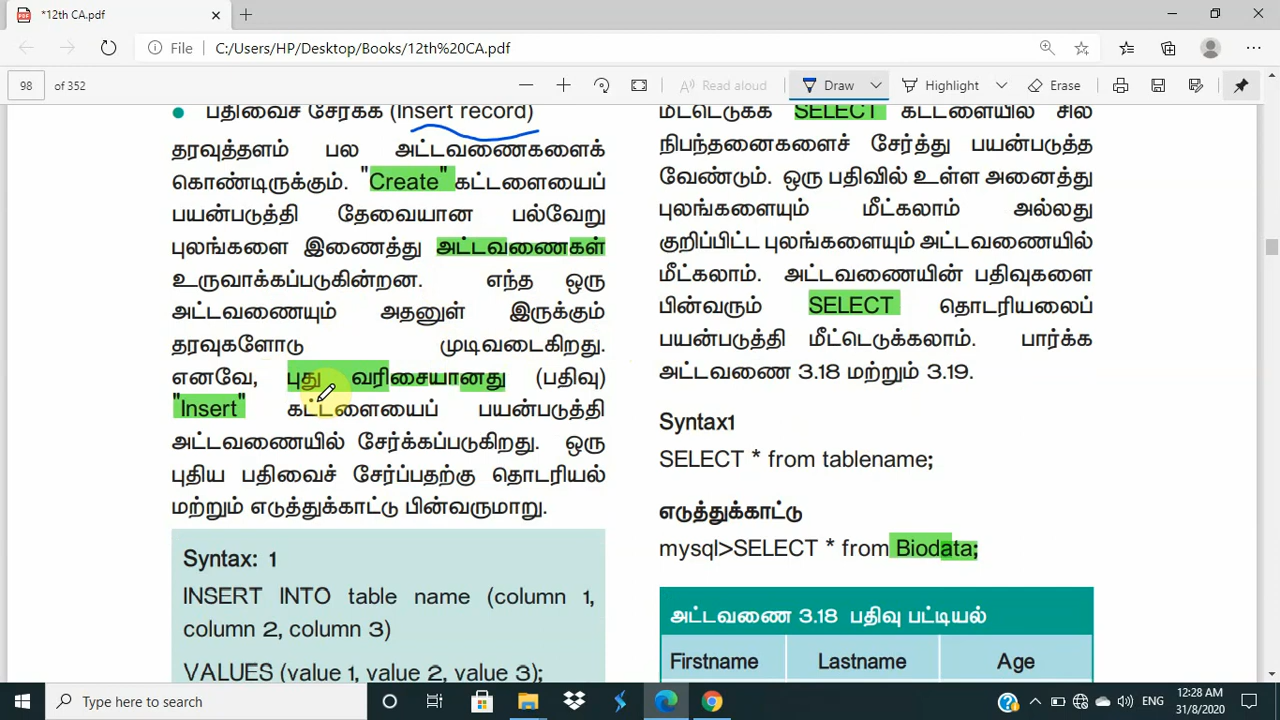 *12th CA.pdf
File C:/Users/HP/Desktop/Books/12th%20CA.pdf
98 of 352
Read aloud Draw Highlight Erase
பதிவைச் சேர்க்க (Insert record)
தரவுத்தளம் பல அட்டவணைகளைக்
கொண்டிருக்கும். "Create" கட்டளையைப்
பயன்படுத்தி தேவையான பல்வேறு
புலங்களை இணைத்து அட்டவணைகள்
உருவாக்கப்படுகின்றன. எந்த ஒரு
அட்டவணையும் அதனுள் இருக்கும்
தரவுகளோடு முடிவடைகிறது.
எனவே, புது வரிசையானது (பதிவு)
"Insert" கட்டளையைப் பயன்படுத்தி
அட்டவணையில் சேர்க்கப்படுகிறது. ஒரு
புதிய பதிவைச் சேர்ப்பதற்கு தொடரியல்
மற்றும் எடுத்துக்காட்டு பின்வருமாறு.
Syntax: 1
INSERT INTO table name (column 1,
column 2, column 3)
VALUES (value 1, value 2, value 3);
மீட்டெடுக்க SELECT கட்டளையில் சில
நிபந்தனைகளைச் சேர்த்து பயன்படுத்த
வேண்டும். ஒரு பதிவில் உள்ள அனைத்து
புலங்களையும் மீட்கலாம் அல்லது
குறிப்பிட்ட புலங்களையும் அட்டவணையில்
மீட்கலாம். அட்டவணையின் பதிவுகளை
பின்வரும் SELECT தொடரியலைப்
பயன்படுத்தி மீட்டெடுக்கலாம். பார்க்க
அட்டவணை 3.18 மற்றும் 3.19.
Syntax1
SELECT * from tablename;
எடுத்துக்காட்டு
mysql>SELECT * from Biodata;
அட்டவணை 3.18 பதிவு பட்டியல்
Firstname Lastname Age
Type here to search
ENG 12:28 AM
31/8/2020